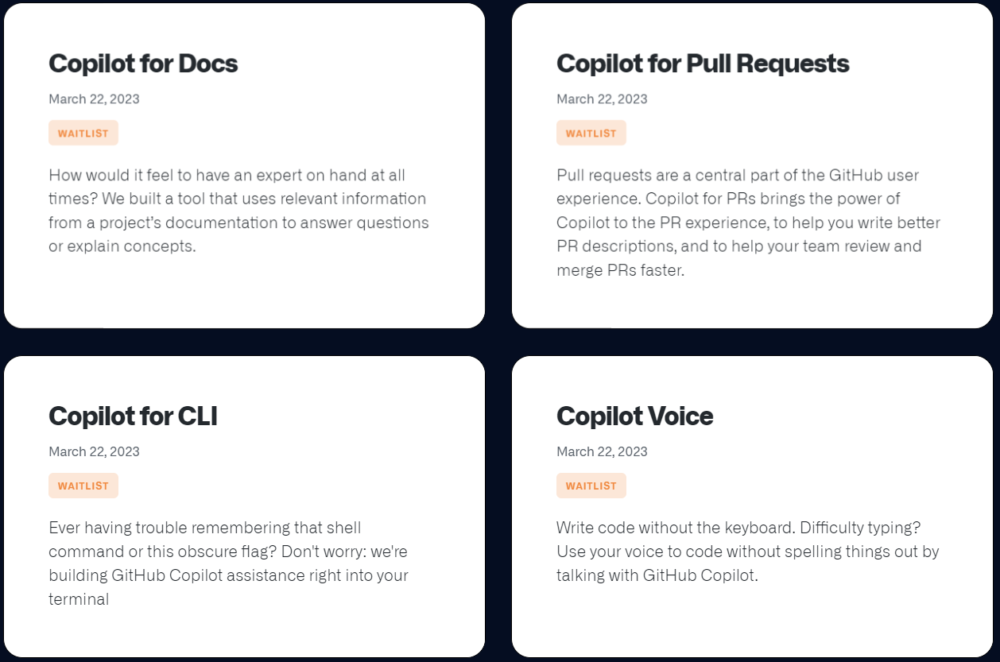 Copilot for Docs
March 22, 2023
WAITLIST
How would it feel to have an expert on hand at all
times? We built a tool that uses relevant information
from a project’s documentation to answer questions
or explain concepts.
Copilot for Pull Requests
March 22, 2023
WAITLIST
Pull requests are a central part of the GitHub user
experience. Copilot for PRs brings the power of
Copilot to the PR experience, to help you write better
PR descriptions, and to help your team review and
merge PRs faster.
Copilot for CLI
March 22, 2023
WAITLIST
Ever having trouble remembering that shell
command or this obscure flag? Don't worry: we're
building GitHub Copilot assistance right into your
terminal
Copilot Voice
March 22, 2023
WAITLIST
Write code without the keyboard. Difficulty typing?
Use your voice to code without spelling things out by
talking with GitHub Copilot.